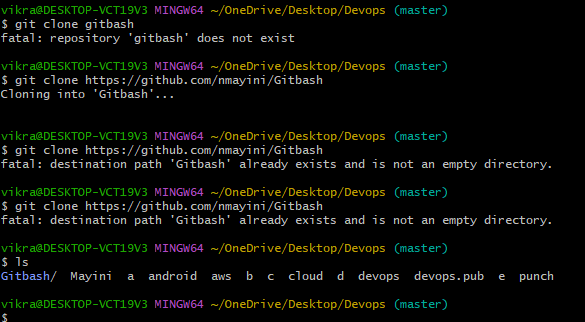 vikra@DESKTOP-VCT19V3 MINGW64 ~/OneDrive/Desktop/Devops (master)
$ git clone gitbash
fatal: repository 'gitbash' does not exist
vikra@DESKTOP-VCT19V3 MINGW64 ~/OneDrive/Desktop/Devops (master)
$ git clone https://github.com/nmayini/Gitbash
Cloning into 'Gitbash'...
vikra@DESKTOP-VCT19V3 MINGW64 ~/OneDrive/Desktop/Devops (master)
$ git clone https://github.com/nmayini/Gitbash
fatal: destination path 'Gitbash' already exists and is not an empty directory.
vikra@DESKTOP-VCT19V3 MINGW64 ~/OneDrive/Desktop/Devops (master)
$ git clone https://github.com/nmayini/Gitbash
fatal: destination path 'Gitbash' already exists and is not an empty directory.
vikra@DESKTOP-VCT19V3 MINGW64 ~/OneDrive/Desktop/Devops (master)
$ ls
Gitbash/  Mayini  a  android  aws  b  c  cloud  d  devops  devops.pub  e  punch
vikra@DESKTOP-VCT19V3 MINGW64 ~/OneDrive/Desktop/Devops (master)
$